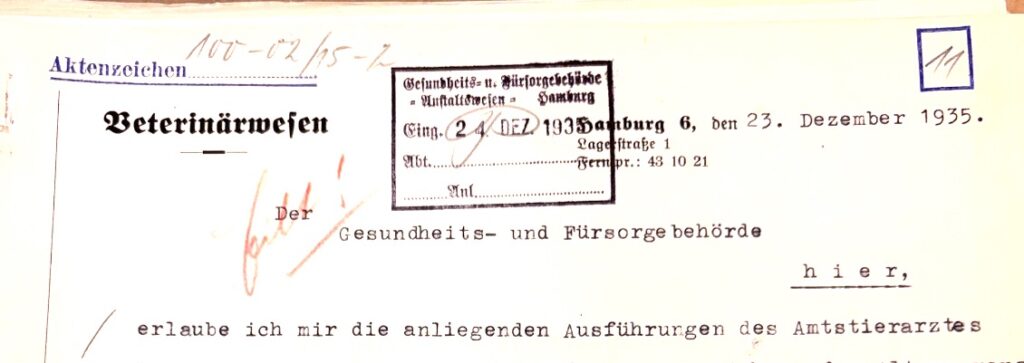 Aktenzeichen 100-02/15-2
11
Veterinärwesen
Gesundheits- u. Fürsorgebehörde
- Anstaltswesen - Hamburg
Eing. 24. DEZ. 1935
Abt.
Anl.
Hamburg 6, den 23. Dezember 1935.
Lagerstraße 1
Fernspr.: 43 10 21
Der
Gesundheits- und Fürsorgebehörde
hier,
erlaube ich mir die anliegenden Ausführungen des Amtstierarztes